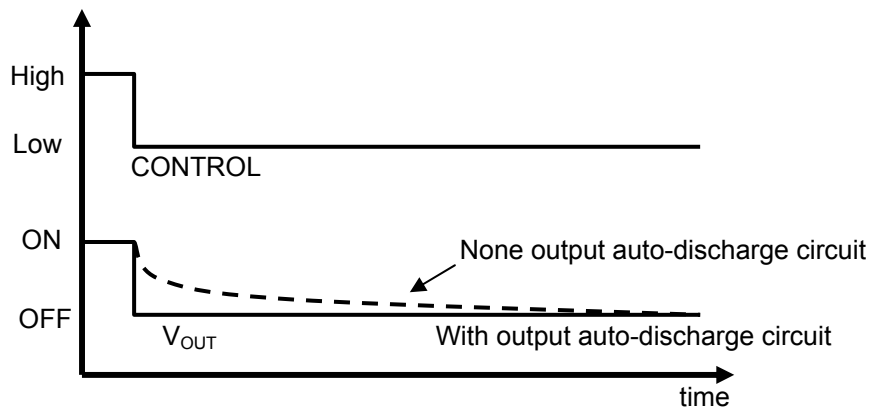 High
Low
CONTROL
ON
None output auto-discharge circuit
OFF
VOUT
With output auto-discharge circuit
time